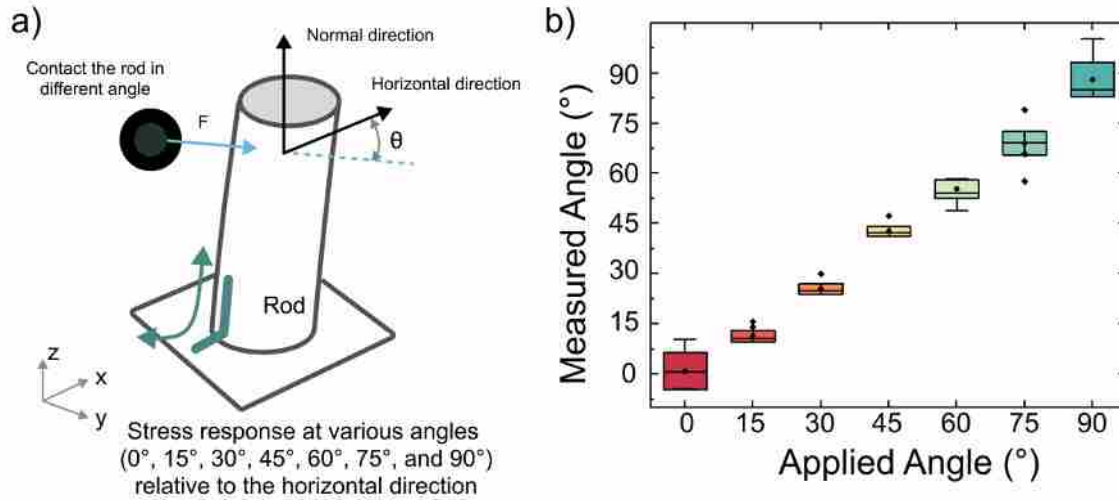 a)
Normal direction
Contact the rod in
different angle
Horizontal direction
F
θ
Rod
z
x
y
Stress response at various angles
(0°, 15°, 30°, 45°, 60°, 75°, and 90°)
relative to the horizontal direction
b)
Measured Angle (°)
90
75
60
45
30
15
0
0 15 30 45 60 75 90
Applied Angle (°)